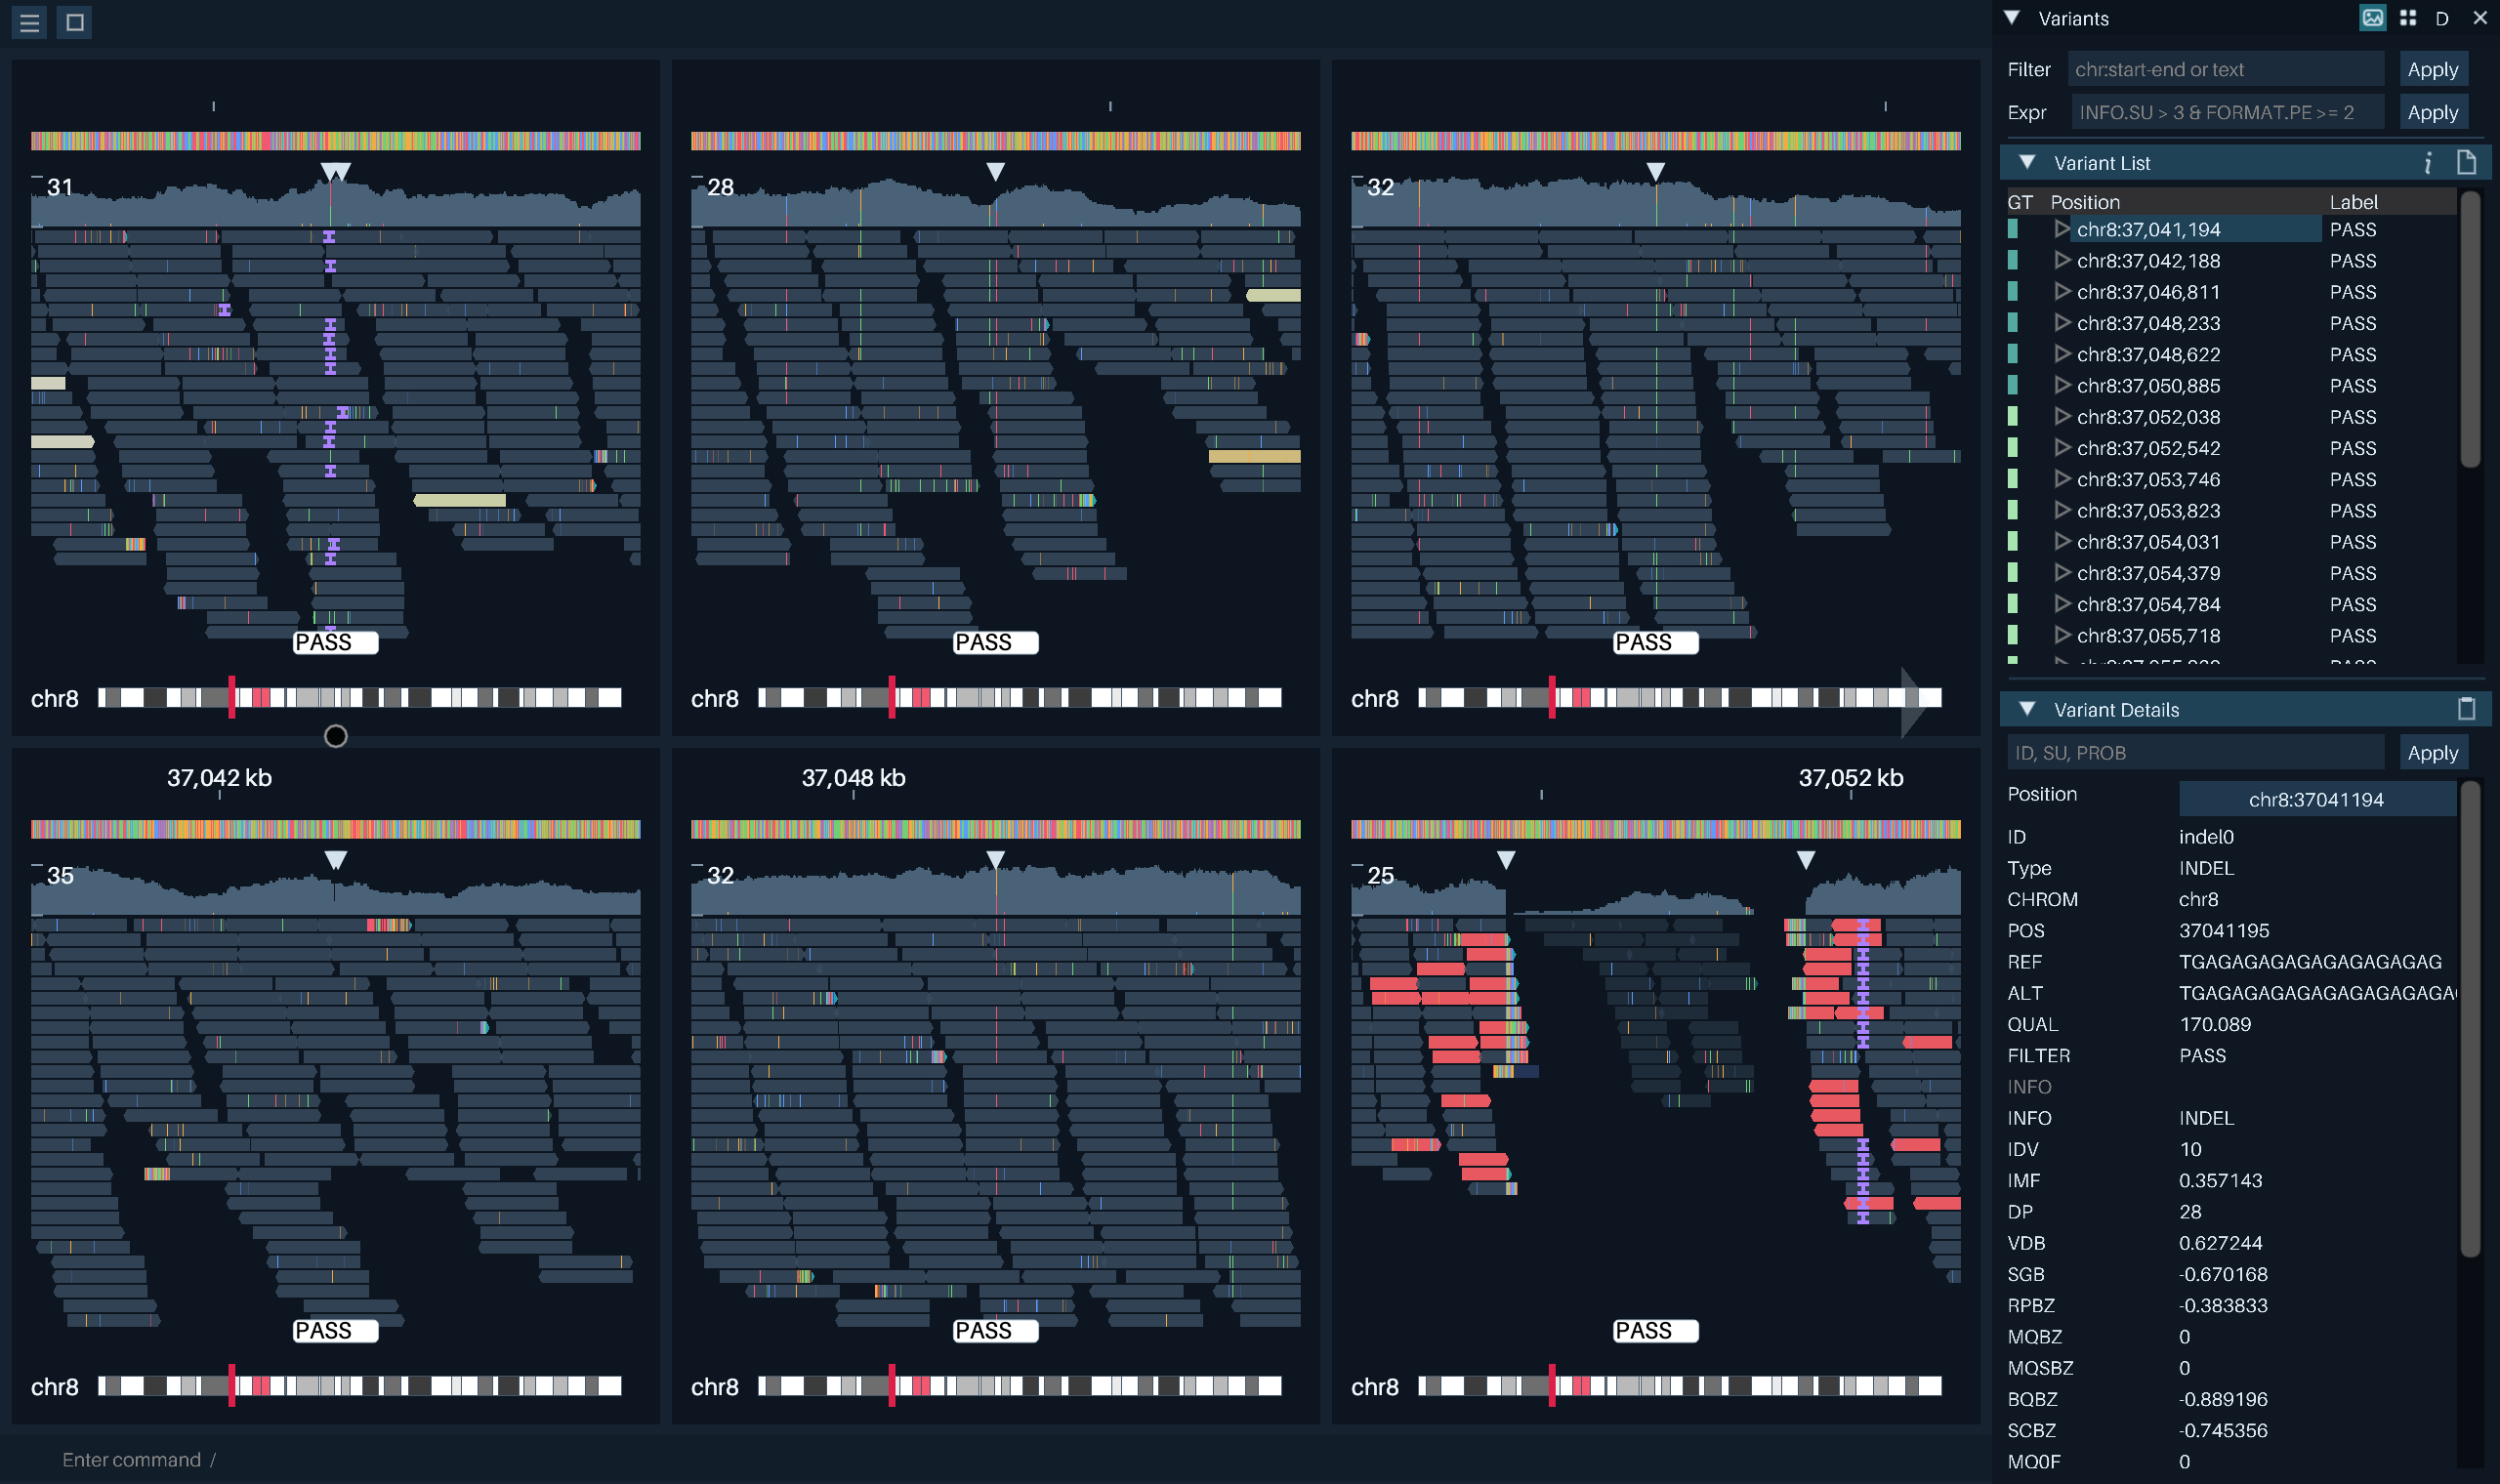 31
PASS
chr8
28
PASS
chr8
32
PASS
chr8
37,042 kb
35
PASS
chr8
37,048 kb
32
PASS
chr8
37,052 kb
25
PASS
chr8
Enter command /
Variants
D
Filter chr:start-end or text Apply
Expr INFO.SU > 3 & FORMAT.PE >= 2 Apply
Variant List i
GT Position Label
chr8:37,041,194 PASS
chr8:37,042,188 PASS
chr8:37,046,811 PASS
chr8:37,048,233 PASS
chr8:37,048,622 PASS
chr8:37,050,885 PASS
chr8:37,052,038 PASS
chr8:37,052,542 PASS
chr8:37,053,746 PASS
chr8:37,053,823 PASS
chr8:37,054,031 PASS
chr8:37,054,379 PASS
chr8:37,054,784 PASS
chr8:37,055,718 PASS
Variant Details
ID, SU, PROB Apply
Position chr8:37041194
ID indel0
Type INDEL
CHROM chr8
POS 37041195
REF TGAGAGAGAGAGAGAGAGAG
ALT TGAGAGAGAGAGAGAGAGAGA
QUAL 170.089
FILTER PASS
INFO
INFO INDEL
IDV 10
IMF 0.357143
DP 28
VDB 0.627244
SGB -0.670168
RPBZ -0.383833
MQBZ 0
MQSBZ 0
BQBZ -0.889196
SCBZ -0.745356
MQ0F 0